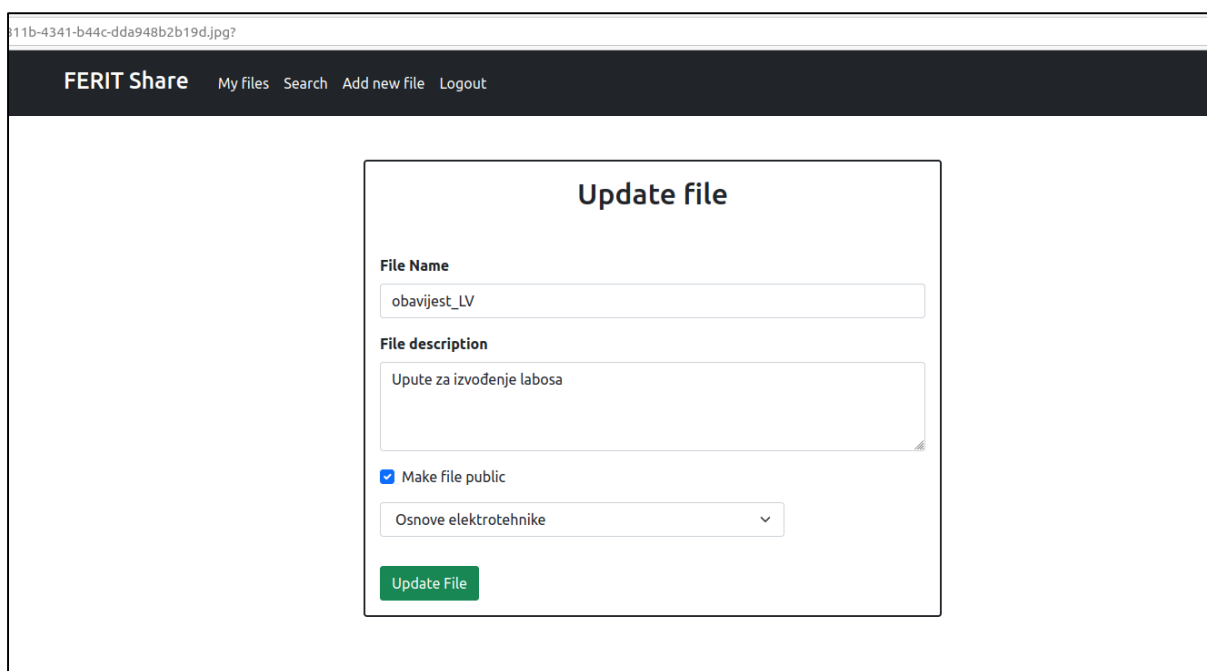 311b-4341-b44c-dda948b2b19d.jpg?
FERIT Share My files Search Add new file Logout
Update file
File Name
obavijest_LV
File description
Upute za izvođenje labosa
Make file public
Osnove elektrotehnike
Update File